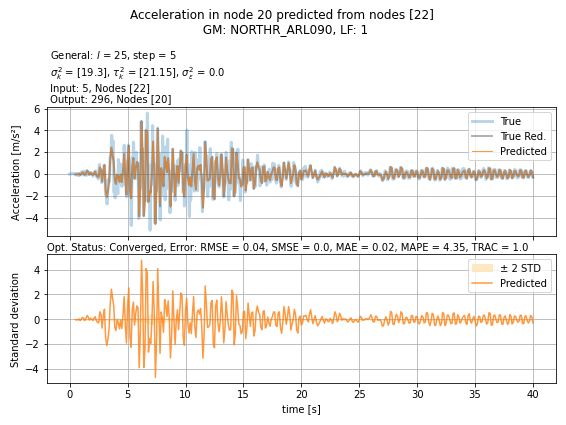 Acceleration in node 20 predicted from nodes [22]
GM: NORTHR_ARL090, LF: 1
General: l = 25, step = 5
σ²ₖ = [19.3], τ²ₖ = [21.15], σ²ε = 0.0
Input: 5, Nodes [22]
Output: 296, Nodes [20]
6
4
2
0
−2
−4
Acceleration [m/s²]
True
True Red.
Predicted
Opt. Status: Converged, Error: RMSE = 0.04, SMSE = 0.0, MAE = 0.02, MAPE = 4.35, TRAC = 1.0
4
2
0
−2
−4
Standard deviation
± 2 STD
Predicted
0 5 10 15 20 25 30 35 40
time [s]